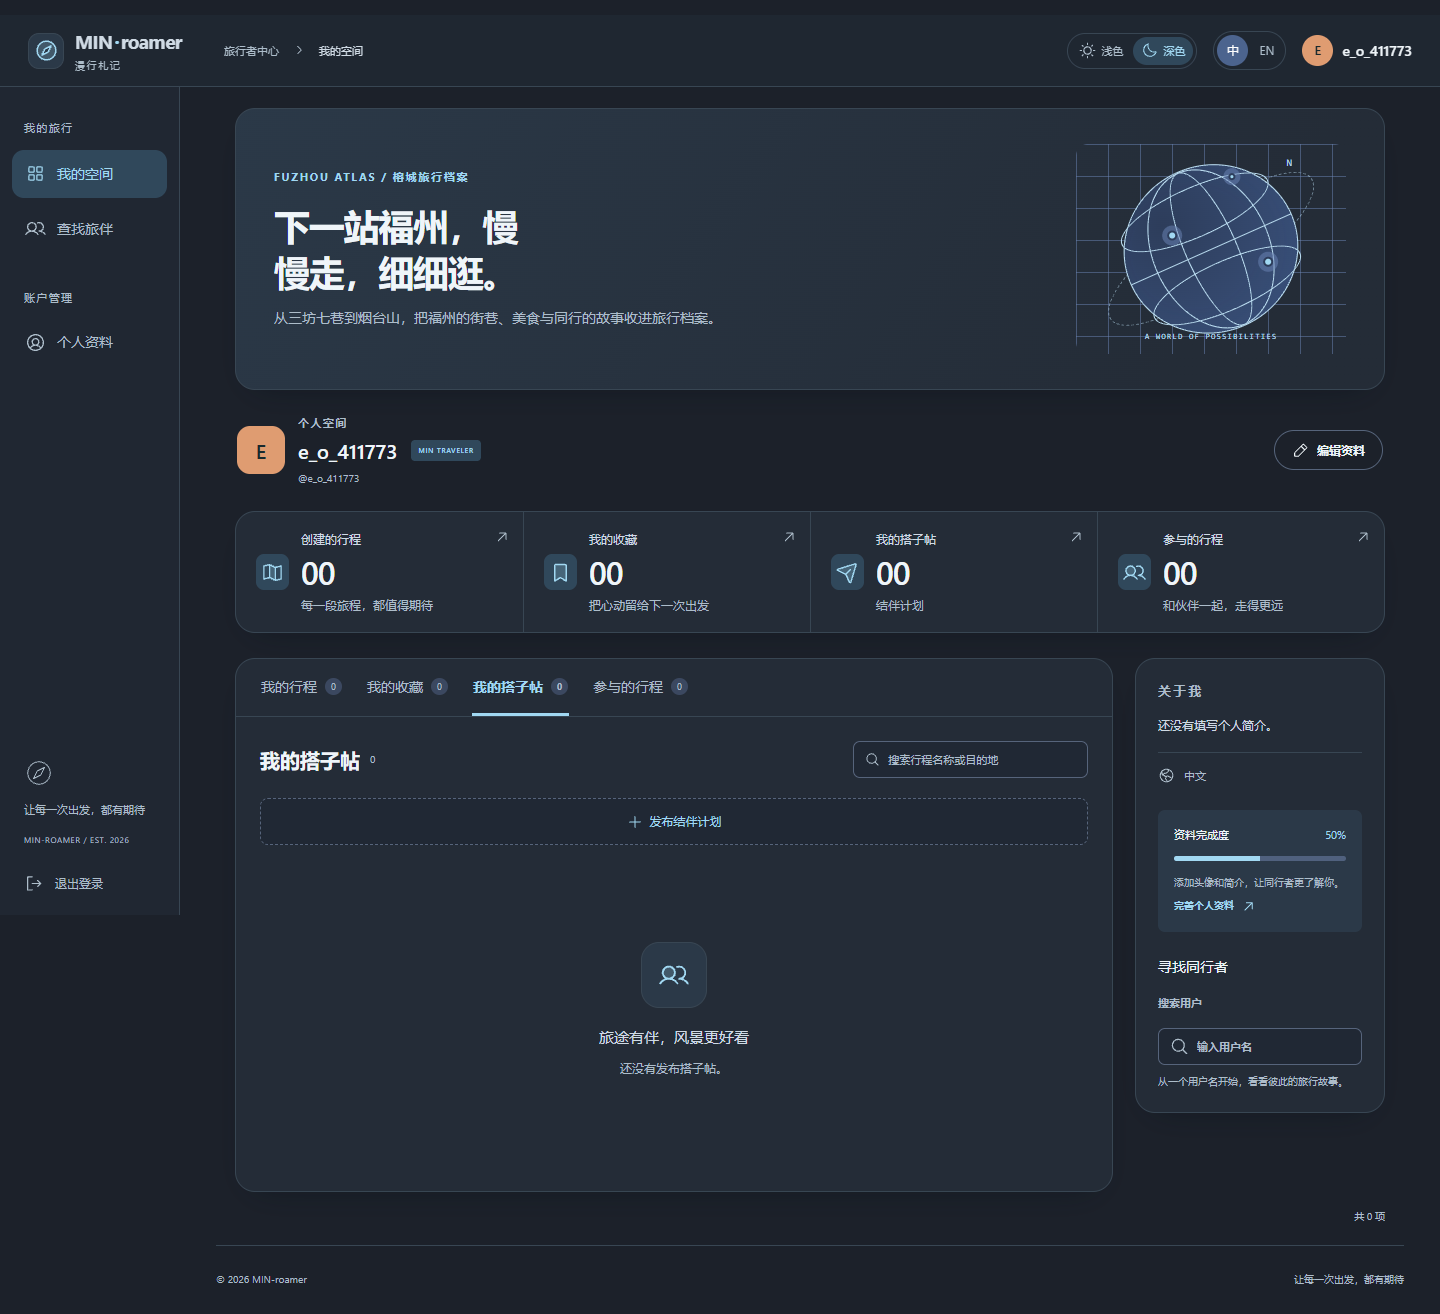 MIN·roamer
漫行札记
旅行者中心
我的空间
浅色
深色
中
EN
E
e_o_411773
我的旅行
我的空间
查找旅伴
账户管理
个人资料
FUZHOU ATLAS / 榕城旅行档案
下一站福州，慢
慢走，细细逛。
从三坊七巷到烟台山，把福州的街巷、美食与同行的故事收进旅行档案。
N
A WORLD OF POSSIBILITIES
E
个人空间
e_o_411773
MIN TRAVELER
@e_o_411773
编辑资料
创建的行程
00
每一段旅程，都值得期待
我的收藏
00
把心动留给下一次出发
我的搭子帖
00
结伴计划
参与的行程
00
和伙伴一起，走得更远
我的行程 0
我的收藏 0
我的搭子帖 0
参与的行程 0
我的搭子帖 0
搜索行程名称或目的地
发布结伴计划
旅途有伴，风景更好看
还没有发布搭子帖。
关于我
还没有填写个人简介。
中文
资料完成度
50%
添加头像和简介，让同行者更了解你。
完善个人资料
寻找同行者
搜索用户
输入用户名
从一个用户名开始，看看彼此的旅行故事。
让每一次出发，都有期待
MIN-ROAMER / EST. 2026
退出登录
共 0 项
© 2026 MIN-roamer
让每一次出发，都有期待